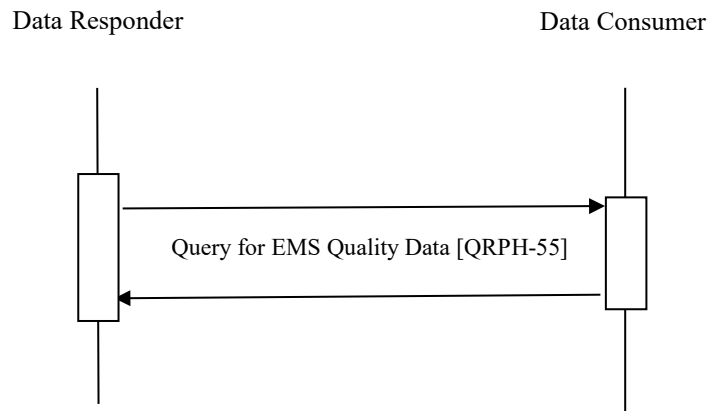 Data Responder
Data Consumer
Query for EMS Quality Data [QRPH-55]